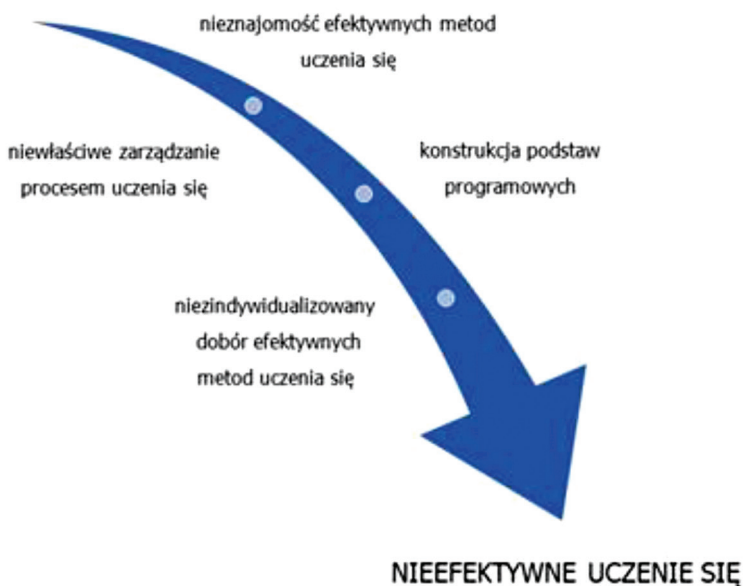 nieznajomość efektywnych metod
uczenia się
niewłaściwe zarządzanie
procesem uczenia się
konstrukcja podstaw
programowych
niezindywidualizowany
dobór efektywnych
metod uczenia się
NIEEFEKTYWNE UCZENIE SIĘ